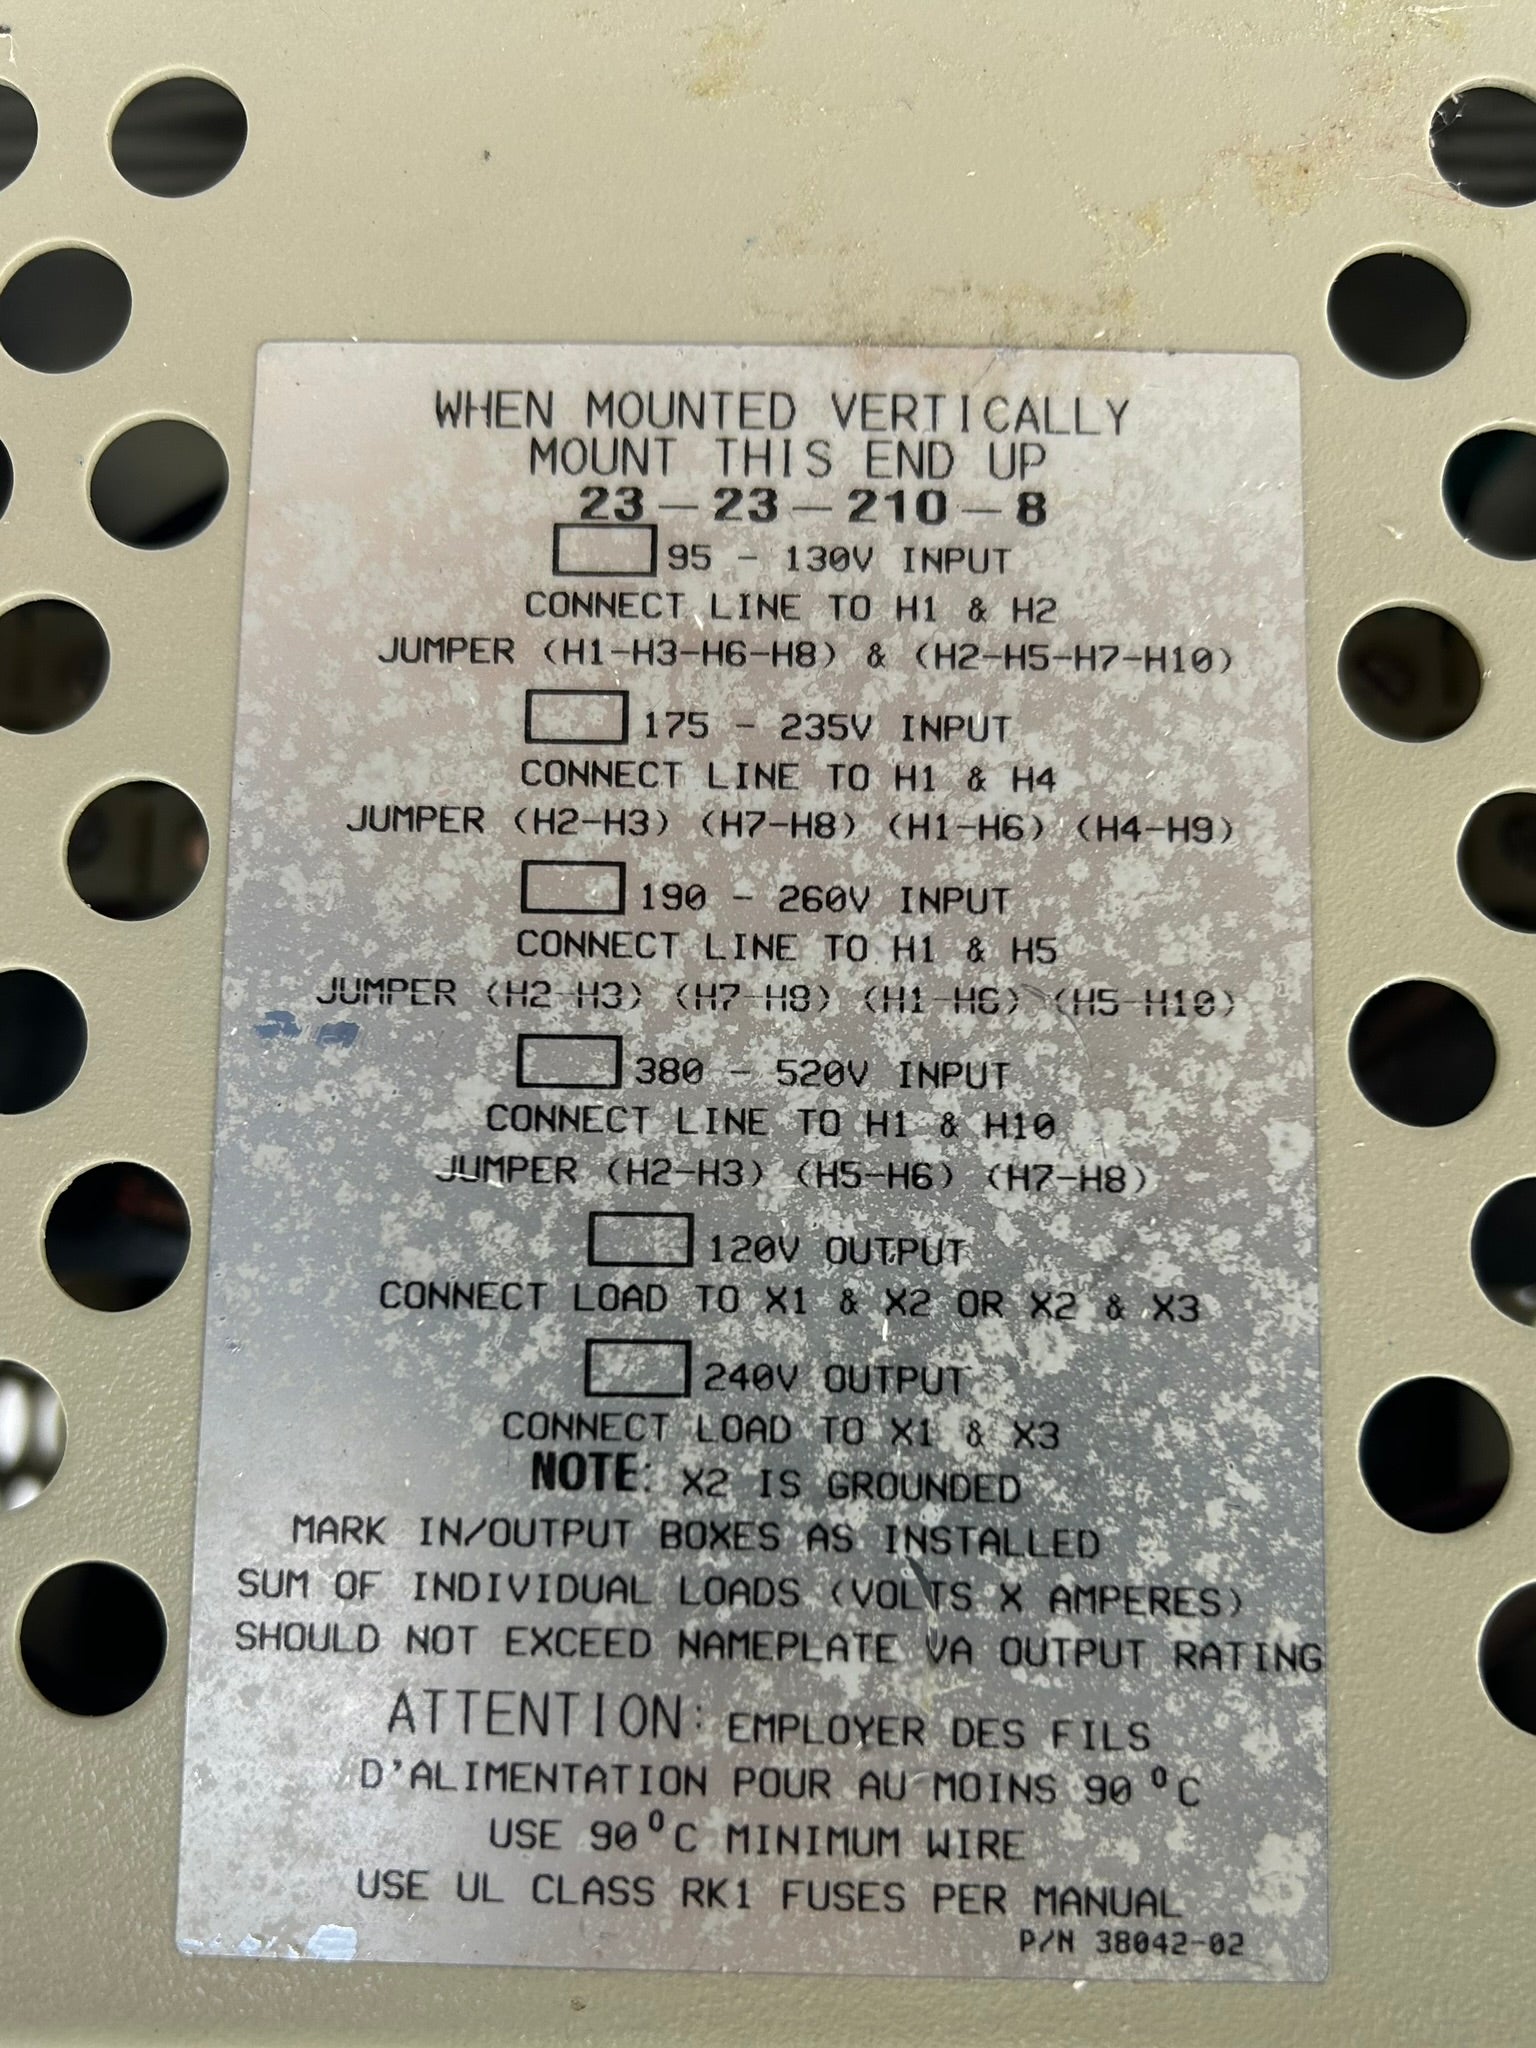 WHEN MOUNTED VERTICALLY
MOUNT THIS END UP
23-23-210-8
95 - 130V INPUT
CONNECT LINE TO H1 & H2
JUMPER (H1-H3-H6-H8) & (H2-H5-H7-H10)
175 - 235V INPUT
CONNECT LINE TO H1 & H4
JUMPER (H2-H3) (H7-H8) (H1-H6) (H4-H9)
190 - 260V INPUT
CONNECT LINE TO H1 & H5
JUMPER (H2-H3) (H7-H8) (H1-H6) (H5-H10)
380 - 520V INPUT
CONNECT LINE TO H1 & H10
JUMPER (H2-H3) (H5-H6) (H7-H8)
120V OUTPUT
CONNECT LOAD TO X1 & X2 OR X2 & X3
240V OUTPUT
CONNECT LOAD TO X1 & X3
NOTE: X2 IS GROUNDED
MARK IN/OUTPUT BOXES AS INSTALLED
SUM OF INDIVIDUAL LOADS (VOLTS X AMPERES)
SHOULD NOT EXCEED NAMEPLATE VA OUTPUT RATING
ATTENTION: EMPLOYER DES FILS
D'ALIMENTATION POUR AU MOINS 90 °C
USE 90°C MINIMUM WIRE
USE UL CLASS RK1 FUSES PER MANUAL
P/N 38042-02